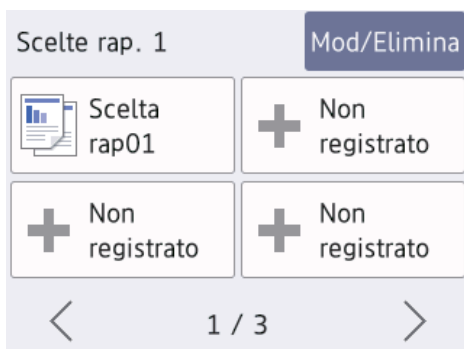 Scelte rap. 1
Mod/Elimina
Scelta
rap01
Non
registrato
Non
registrato
Non
registrato
1 / 3